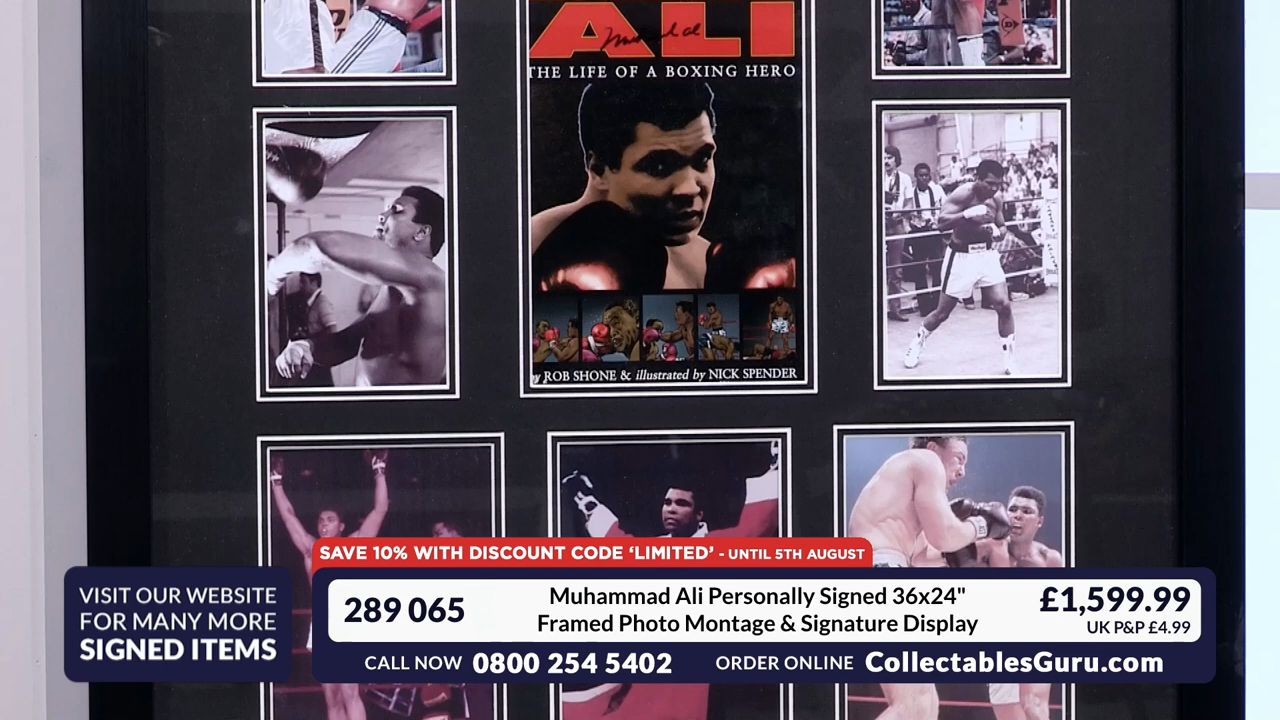 ALI
THE LIFE OF A BOXING HERO
ROB SHONE & illustrated by NICK SPENDER
SAVE 10% WITH DISCOUNT CODE ‘LIMITED’ - UNTIL 5TH AUGUST
VISIT OUR WEBSITE
FOR MANY MORE
SIGNED ITEMS
289 065
Muhammad Ali Personally Signed 36x24"
Framed Photo Montage & Signature Display
£1,599.99
UK P&P £4.99
CALL NOW 0800 254 5402
ORDER ONLINE CollectablesGuru.com